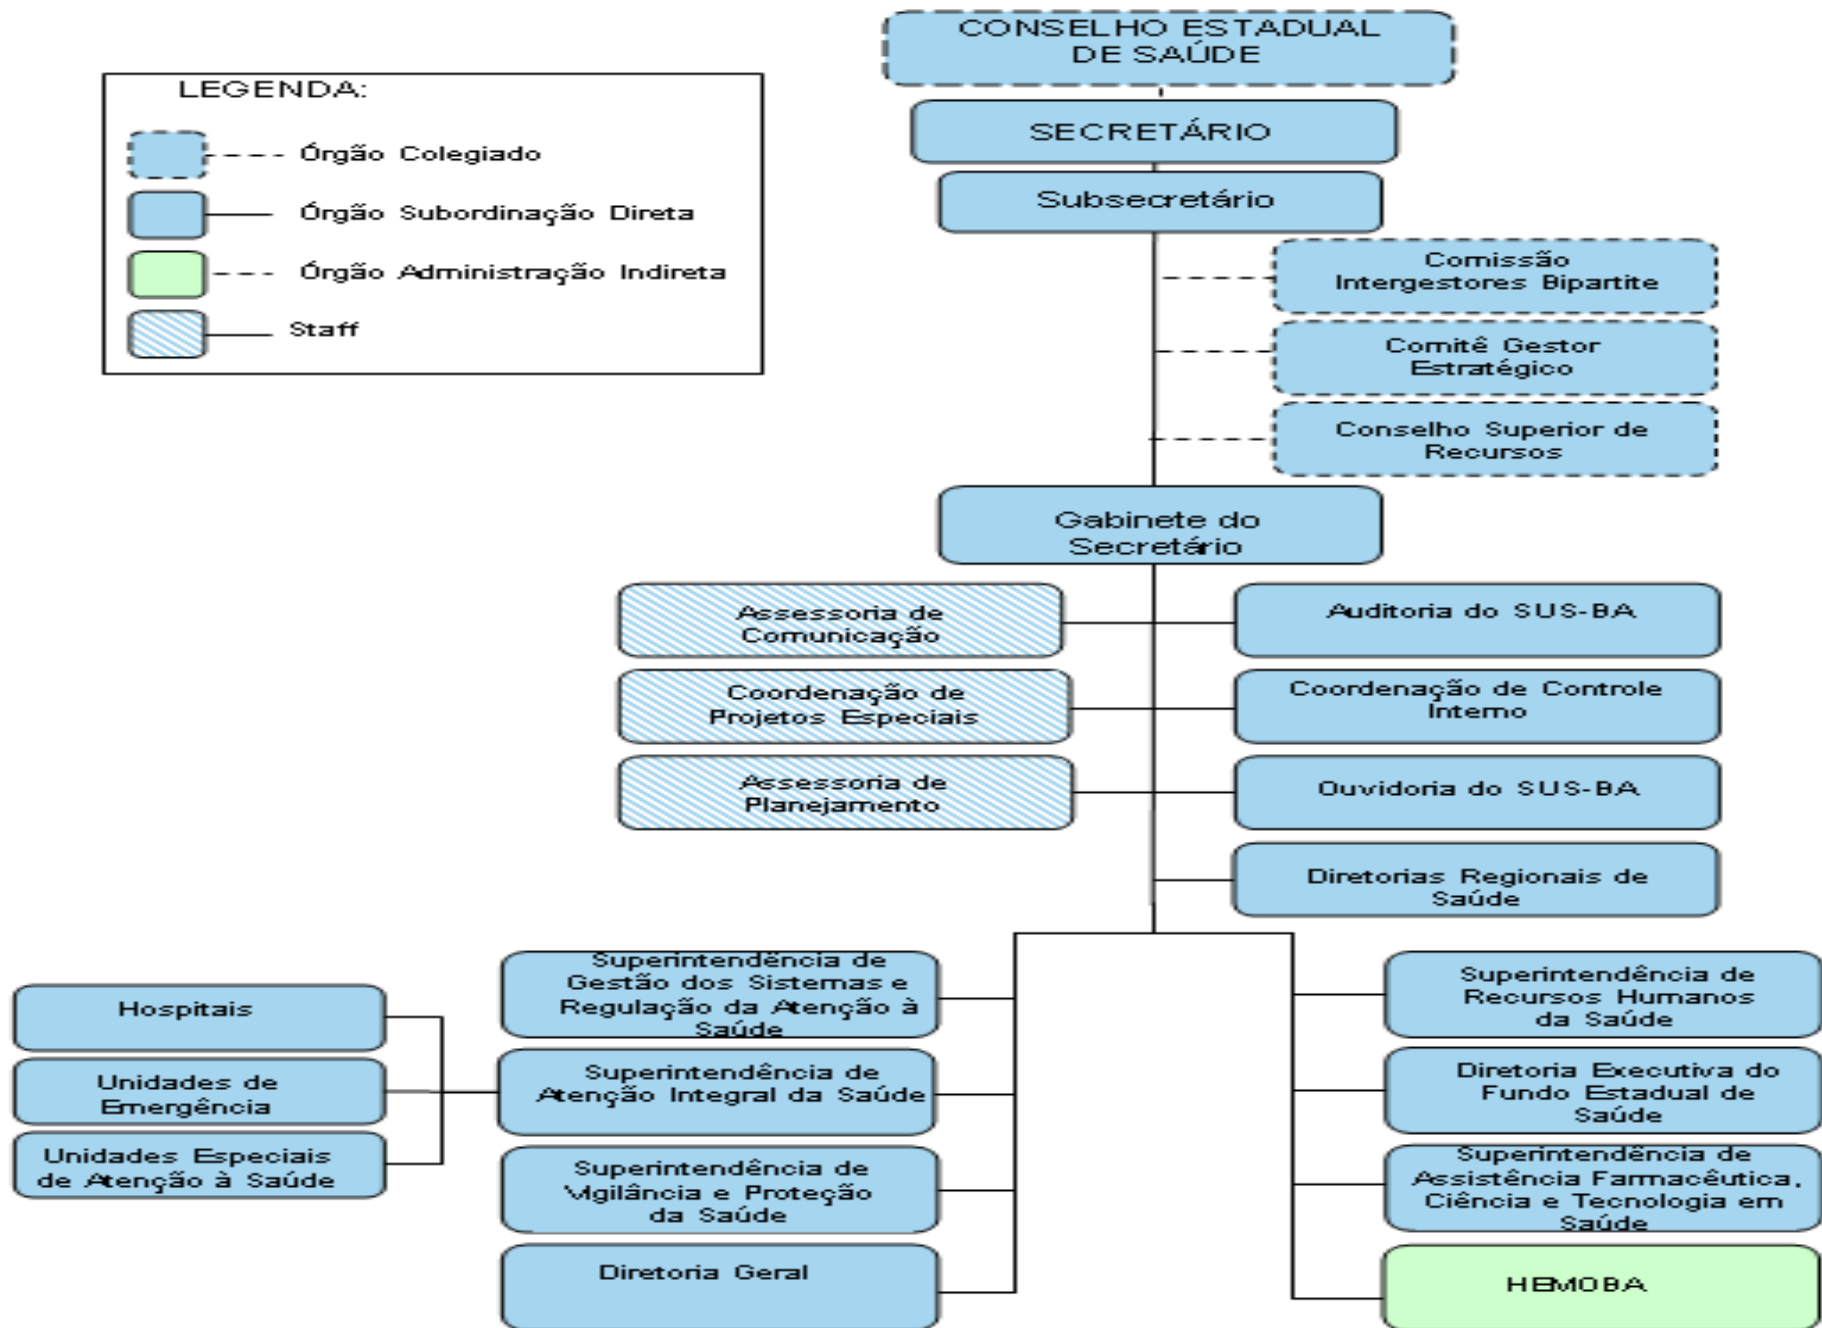 CONSELHO ESTADUAL
DE SAÚDE
LEGENDA:
Órgão Colegiado
Órgão Subordinação Direta
Órgão Administração Indireta
Staff
SECRETÁRIO
Subsecretário
Comissão
Intergestores Bipartite
Comitê Gestor
Estratégico
Conselho Superior de
Recursos
Gabinete do
Secretário
Assessoria de
Comunicação
Auditoria do SUS-BA
Coordenação de
Projetos Especiais
Coordenação de Controle
Interno
Assessoria de
Planejamento
Ouvidoria do SUS-BA
Diretorias Regionais de
Saúde
Hospitais
Unidades de
Emergência
Unidades Especiais
de Atenção à Saúde
Superintendência de
Gestão dos Sistemas e
Regulação da Atenção à
Saúde
Superintendência de
Atenção Integral da Saúde
Superintendência de
Vigilância e Proteção
da Saúde
Diretoria Geral
Superintendência de
Recursos Humanos
da Saúde
Diretoria Executiva do
Fundo Estadual de
Saúde
Superintendência de
Assistência Farmacêutica,
Ciência e Tecnologia em
Saúde
HEMOBA